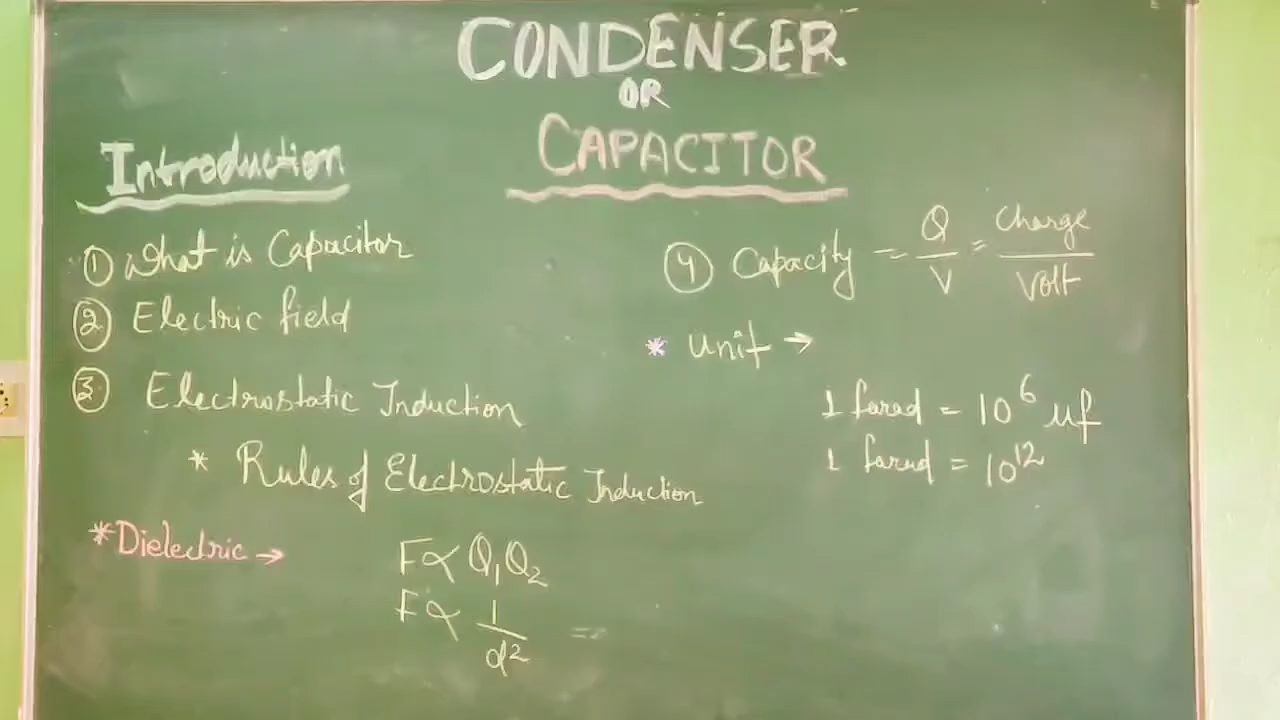 CONDENSER
OR
CAPACITOR
Introduction
① What is Capacitor
② Electric field
③ Electrostatic Induction
* Rules of Electrostatic Induction
*Dielectric →
F∝ Q₁Q₂
F∝ 1/d² =
④ Capacity = Q/V = Charge/Volt
* Unit →
1 farad = 10⁶ µf
1 farad = 10¹²